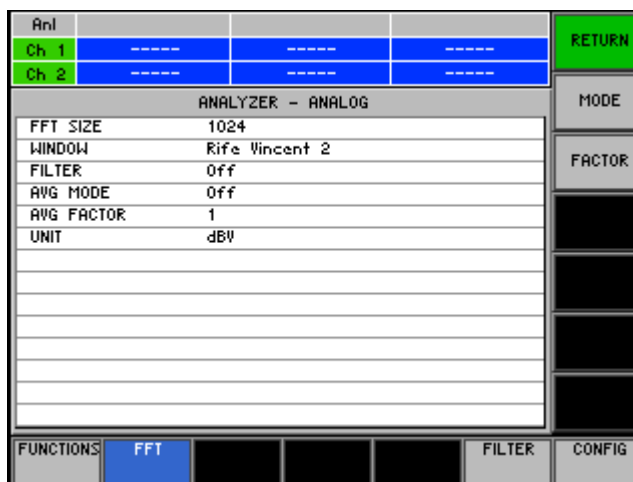 Anl
Ch 1 ----- ----- -----
Ch 2 ----- ----- -----
ANALYZER - ANALOG
FFT SIZE 1024
WINDOW Rife Vincent 2
FILTER Off
AVG MODE Off
AVG FACTOR 1
UNIT dBV
RETURN
MODE
FACTOR
FUNCTIONS FFT FILTER CONFIG